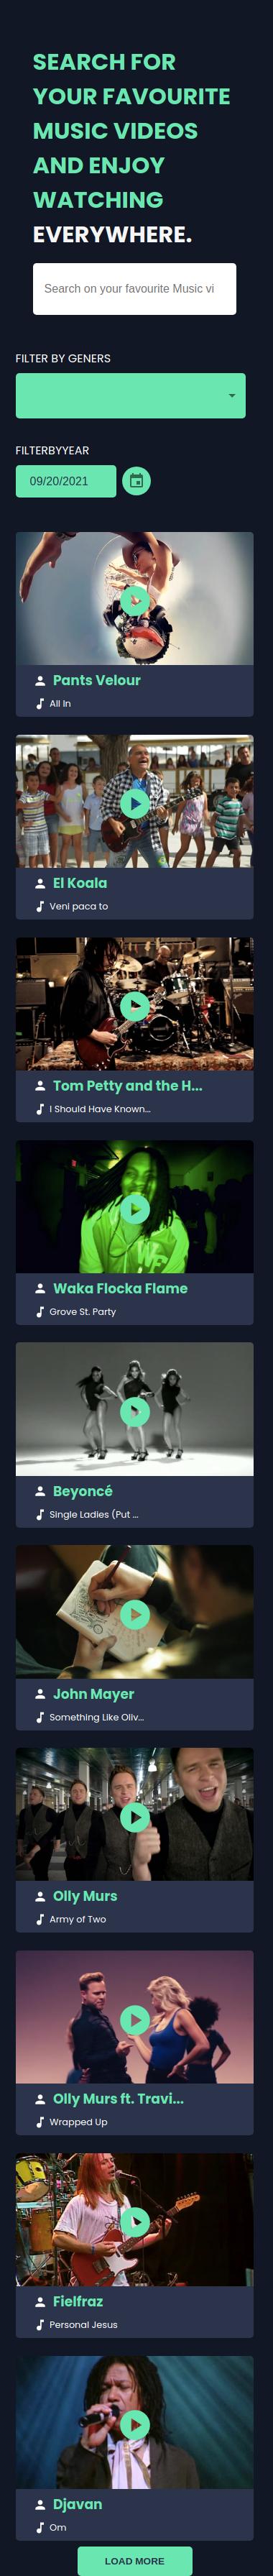 SEARCH FOR
YOUR FAVOURITE
MUSIC VIDEOS
AND ENJOY
WATCHING
EVERYWHERE.
Search on your favourite Music vi
FILTER BY GENERS
FILTERBYYEAR
09/20/2021
Pants Velour
All In
El Koala
Veni paca to
Tom Petty and the H...
I Should Have Known...
Waka Flocka Flame
Grove St. Party
Beyoncé
Single Ladies (Put ...
John Mayer
Something Like Oliv...
Olly Murs
Army of Two
Olly Murs ft. Travi...
Wrapped Up
Fielfraz
Personal Jesus
Djavan
Om
LOAD MORE